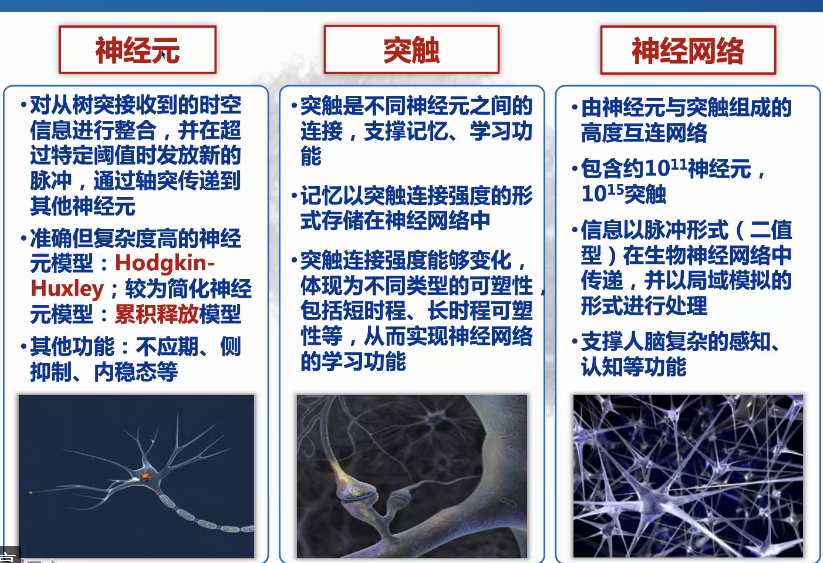 神经元
•对从树突接收到的时空
信息进行整合，并在超
过特定阈值时发放新的
脉冲，通过轴突传递到
其他神经元
•准确但复杂度高的神经
元模型：Hodgkin-
Huxley；较为简化神经
元模型：累积释放模型
•其他功能：不应期、侧
抑制、内稳态等
突触
•突触是不同神经元之间的
连接，支撑记忆、学习功
能
•记忆以突触连接强度的形
式存储在神经网络中
•突触连接强度能够变化，
体现为不同类型的可塑性，
包括短时程、长时程可塑
性等，从而实现神经网络
的学习功能
神经网络
•由神经元与突触组成的
高度互连网络
•包含约10¹¹神经元，
10¹⁵突触
•信息以脉冲形式（二值
型）在生物神经网络中
传递，并以局域模拟的
形式进行处理
•支撑人脑复杂的感知、
认知等功能